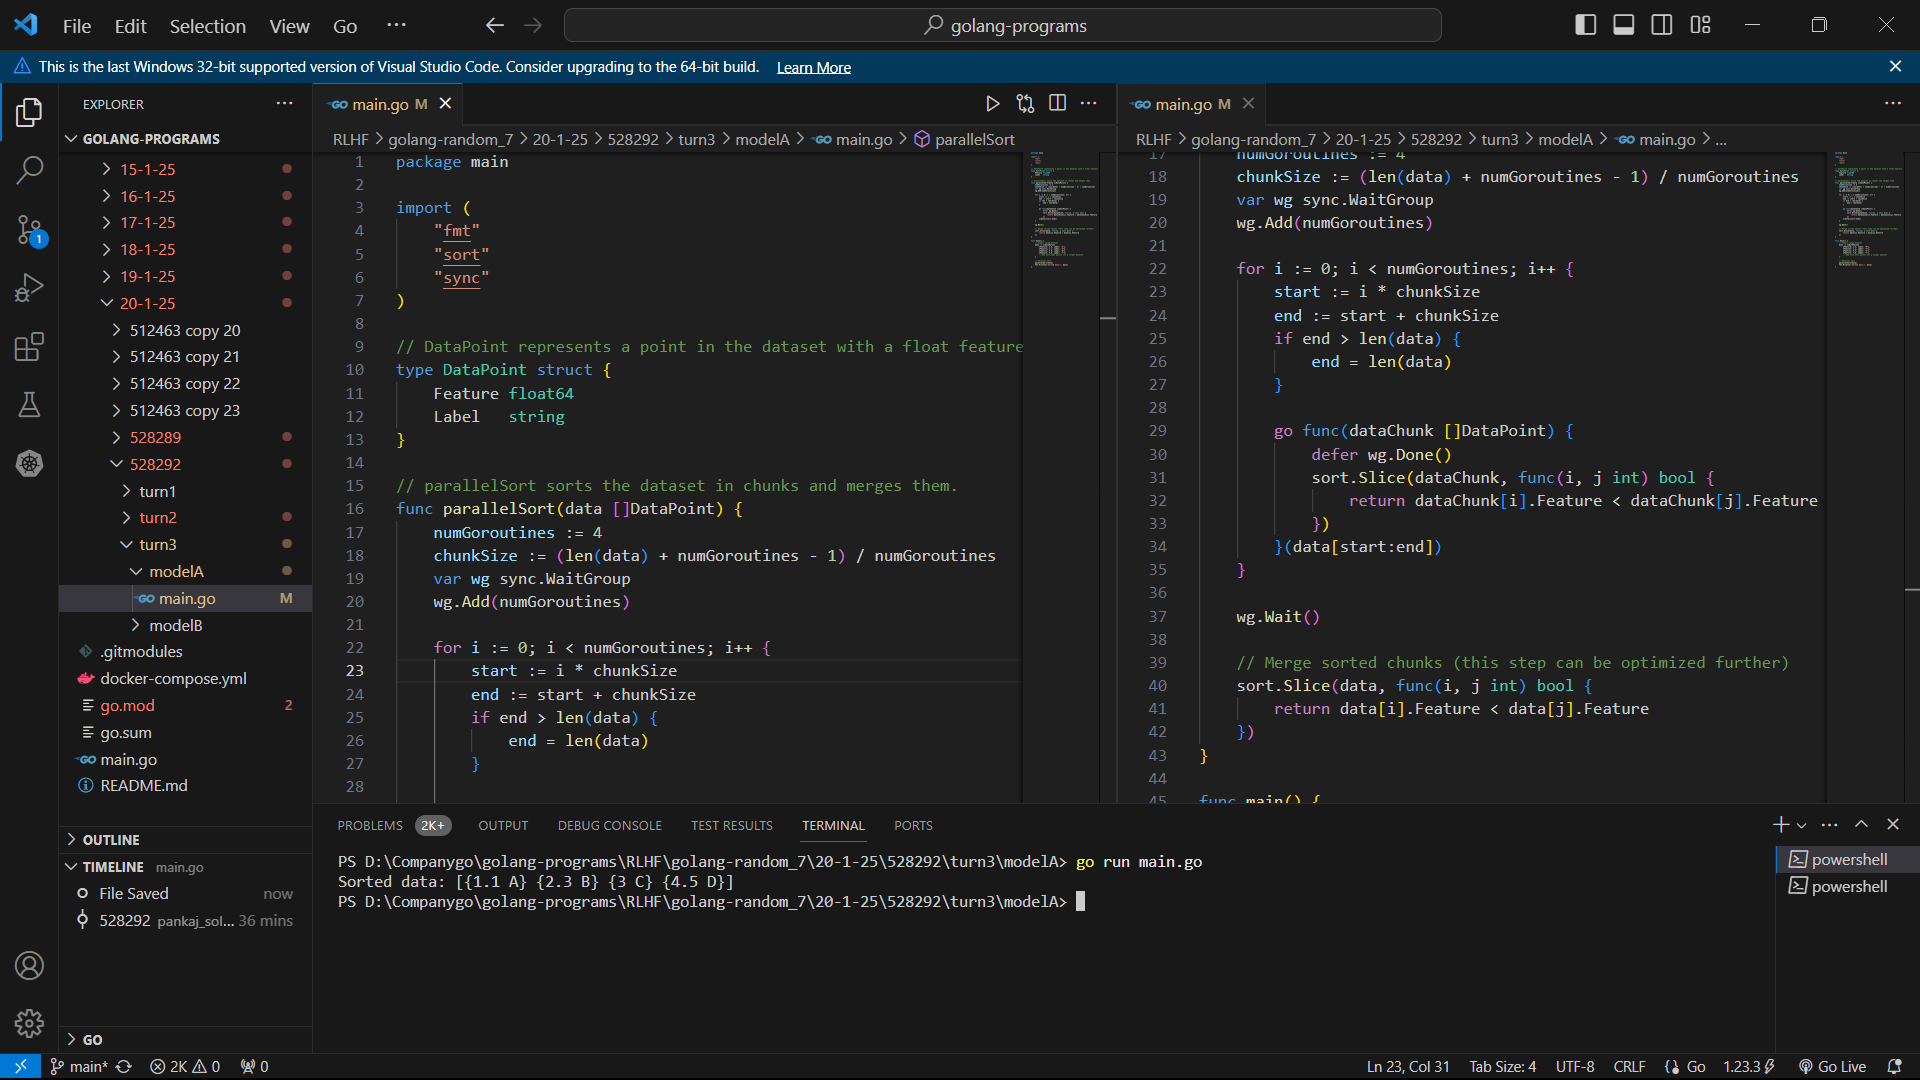 File Edit Selection View Go ···
golang-programs
This is the last Windows 32-bit supported version of Visual Studio Code. Consider upgrading to the 64-bit build. Learn More
EXPLORER
GOLANG-PROGRAMS
15-1-25
16-1-25
17-1-25
18-1-25
19-1-25
20-1-25
512463 copy 20
512463 copy 21
512463 copy 22
512463 copy 23
528289
528292
turn1
turn2
turn3
modelA
main.go M
modelB
.gitmodules
docker-compose.yml
go.mod 2
go.sum
main.go
README.md
OUTLINE
TIMELINE main.go
File Saved now
528292 pankaj_sol... 36 mins
GO
main.go M
RLHF > golang-random_7 > 20-1-25 > 528292 > turn3 > modelA > main.go > parallelSort
1 package main
2
3 import (
4 "fmt"
5 "sort"
6 "sync"
7 )
8
9 // DataPoint represents a point in the dataset with a float feature
10 type DataPoint struct {
11 Feature float64
12 Label string
13 }
14
15 // parallelSort sorts the dataset in chunks and merges them.
16 func parallelSort(data []DataPoint) {
17 numGoroutines := 4
18 chunkSize := (len(data) + numGoroutines - 1) / numGoroutines
19 var wg sync.WaitGroup
20 wg.Add(numGoroutines)
21
22 for i := 0; i < numGoroutines; i++ {
23 start := i * chunkSize
24 end := start + chunkSize
25 if end > len(data) {
26 end = len(data)
27 }
28
main.go M
RLHF > golang-random_7 > 20-1-25 > 528292 > turn3 > modelA > main.go > ...
17 numGoroutines := 4
18 chunkSize := (len(data) + numGoroutines - 1) / numGoroutines
19 var wg sync.WaitGroup
20 wg.Add(numGoroutines)
21
22 for i := 0; i < numGoroutines; i++ {
23 start := i * chunkSize
24 end := start + chunkSize
25 if end > len(data) {
26 end = len(data)
27 }
28
29 go func(dataChunk []DataPoint) {
30 defer wg.Done()
31 sort.Slice(dataChunk, func(i, j int) bool {
32 return dataChunk[i].Feature < dataChunk[j].Feature
33 })
34 }(data[start:end])
35 }
36
37 wg.Wait()
38
39 // Merge sorted chunks (this step can be optimized further)
40 sort.Slice(data, func(i, j int) bool {
41 return data[i].Feature < data[j].Feature
42 })
43 }
44
45 func main() {
PROBLEMS 2K+ OUTPUT DEBUG CONSOLE TEST RESULTS TERMINAL PORTS
PS D:\Companygo\golang-programs\RLHF\golang-random_7\20-1-25\528292\turn3\modelA> go run main.go
Sorted data: [{1.1 A} {2.3 B} {3 C} {4.5 D}]
PS D:\Companygo\golang-programs\RLHF\golang-random_7\20-1-25\528292\turn3\modelA>
powershell
powershell
main* 2K 0 0 Ln 23, Col 31 Tab Size: 4 UTF-8 CRLF Go 1.23.3 Go Live